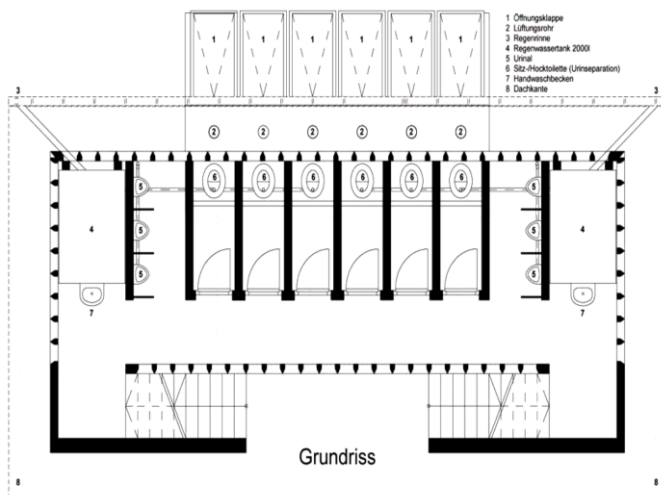 1 Öffnungsklappe
2 Lüftungsrohr
3 Regenrinne
4 Regenwassertank 2000l
5 Urinal
6 Sitz-/Hocktoilette (Urinseparation)
7 Handwaschbecken
8 Dachkante
1 1 1 1 1 1
3 3
2 2 2 2 2 2
5 6 6 6 6 6 6 5
4 5 5 4
5 5
7 7
Grundriss
8 8